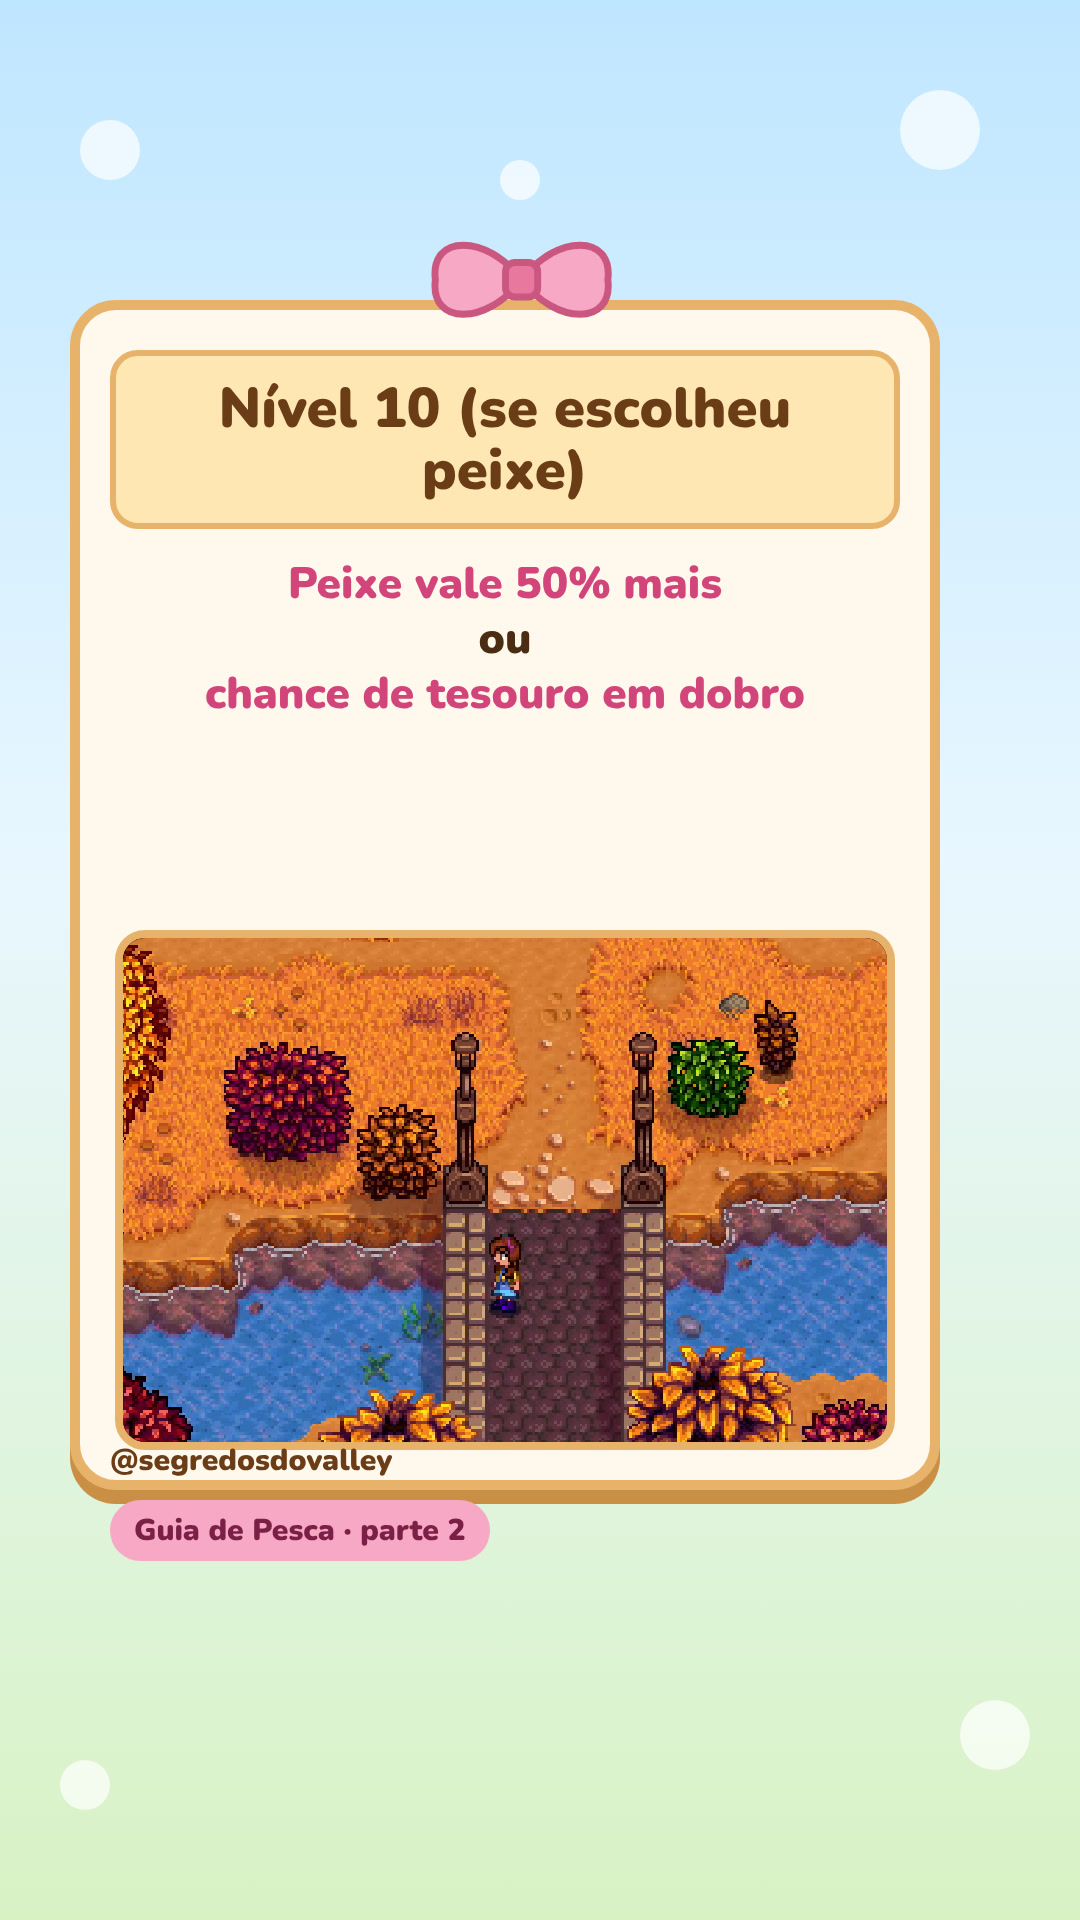 Nível 10 (se escolheu
peixe)
Peixe vale 50% mais
ou
chance de tesouro em dobro
@segredosdovalley
Guia de Pesca · parte 2